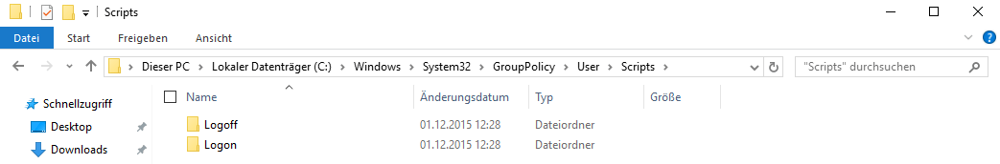 Scripts
Datei Start Freigeben Ansicht
Dieser PC Lokaler Datenträger (C:) Windows System32 GroupPolicy User Scripts "Scripts" durchsuchen
Schnellzugriff
Desktop
Downloads
Name Änderungsdatum Typ Größe
Logoff 01.12.2015 12:28 Dateiordner
Logon 01.12.2015 12:28 Dateiordner